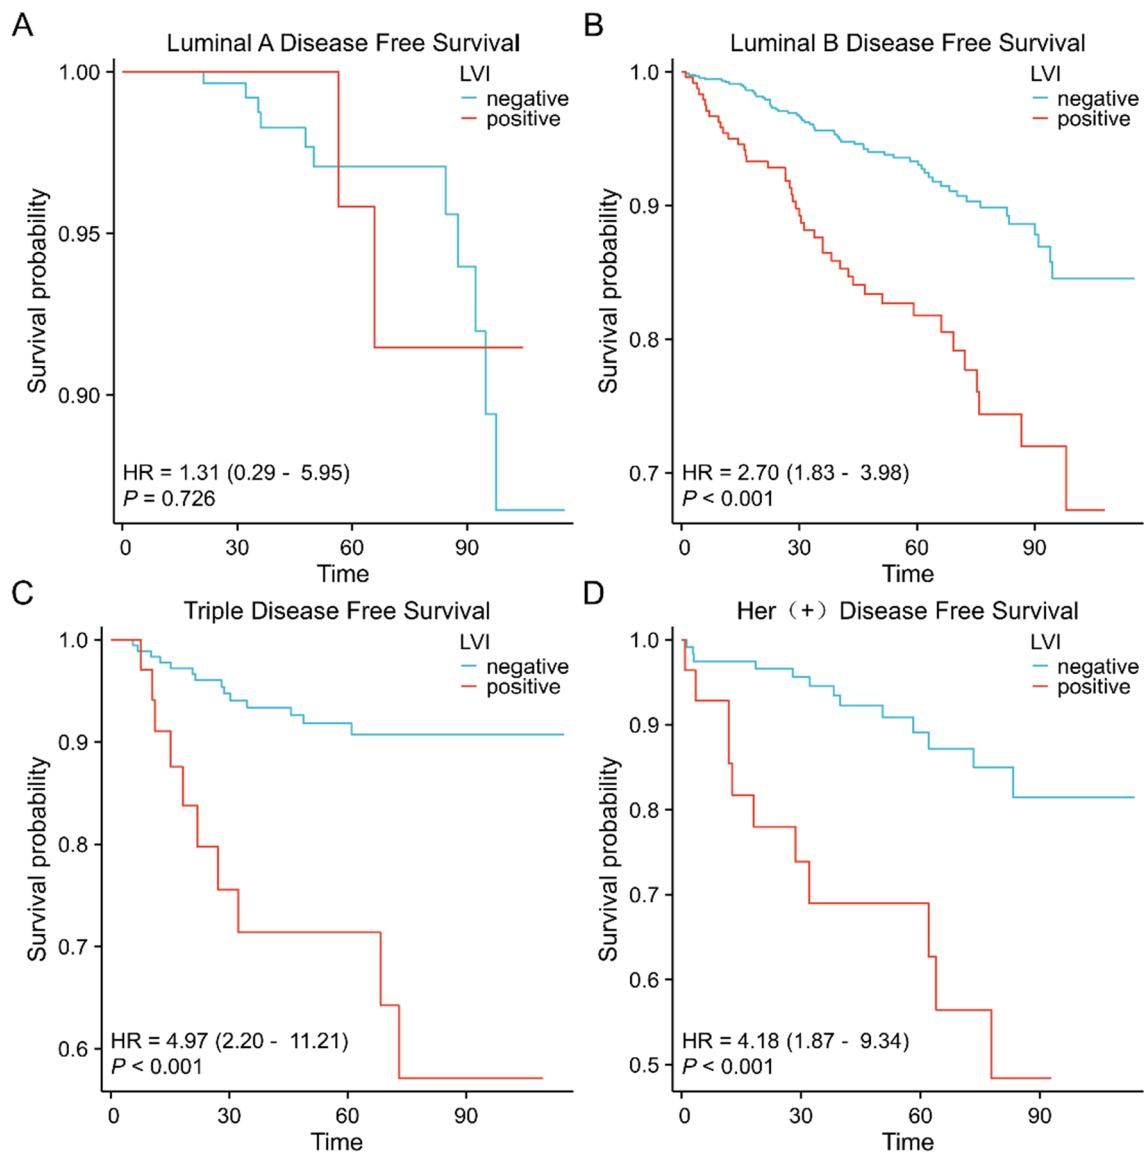 A
Luminal A Disease Free Survival
LVI
negative
positive
Survival probability
1.00
0.95
0.90
HR = 1.31 (0.29 - 5.95)
P = 0.726
0 30 60 90
Time
B
Luminal B Disease Free Survival
LVI
negative
positive
Survival probability
1.0
0.9
0.8
0.7
HR = 2.70 (1.83 - 3.98)
P < 0.001
0 30 60 90
Time
C
Triple Disease Free Survival
LVI
negative
positive
Survival probability
1.0
0.9
0.8
0.7
0.6
HR = 4.97 (2.20 - 11.21)
P < 0.001
0 30 60 90
Time
D
Her（+）Disease Free Survival
LVI
negative
positive
Survival probability
1.0
0.9
0.8
0.7
0.6
0.5
HR = 4.18 (1.87 - 9.34)
P < 0.001
0 30 60 90
Time